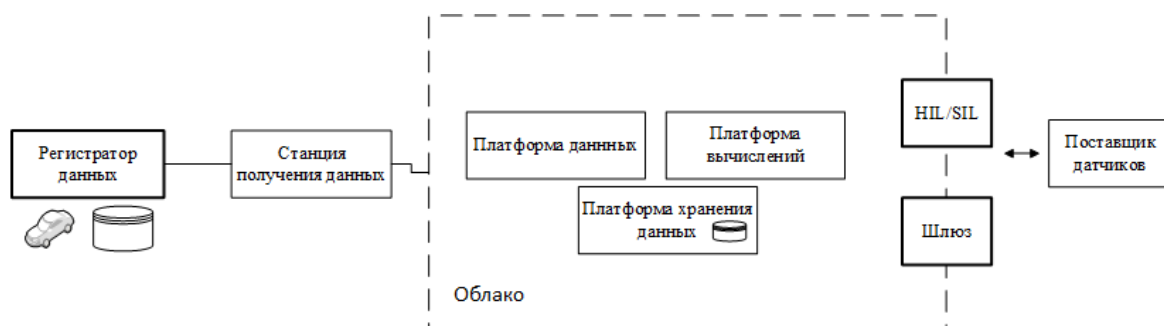 Регистратор
данных
Станция
получения данных
Платформа даннных
Платформа
вычислений
Платформа хранения
данных
Облако
HIL/SIL
Шлюз
Поставщик
датчиков